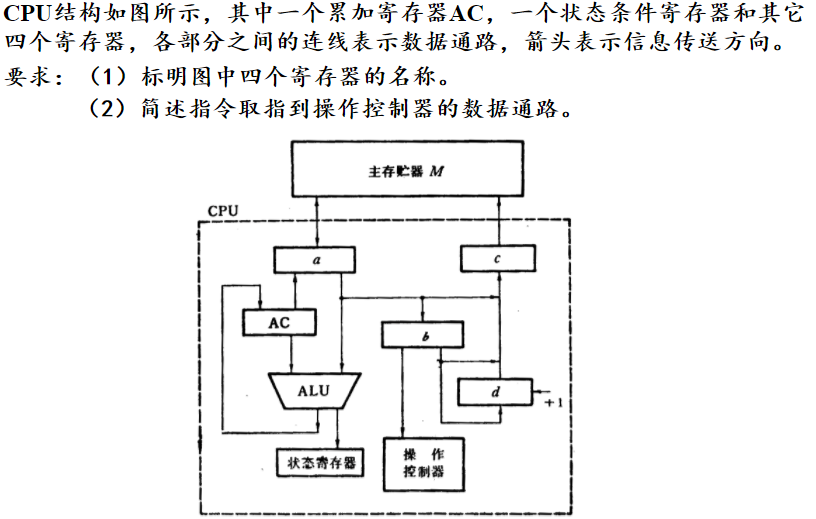 CPU结构如图所示，其中一个累加寄存器AC，一个状态条件寄存器和其它
四个寄存器，各部分之间的连线表示数据通路，箭头表示信息传送方向。
要求：（1）标明图中四个寄存器的名称。
（2）简述指令取指到操作控制器的数据通路。
主存贮器 M
CPU
a
c
AC
b
ALU
d
+1
状态寄存器
操 作
控制器